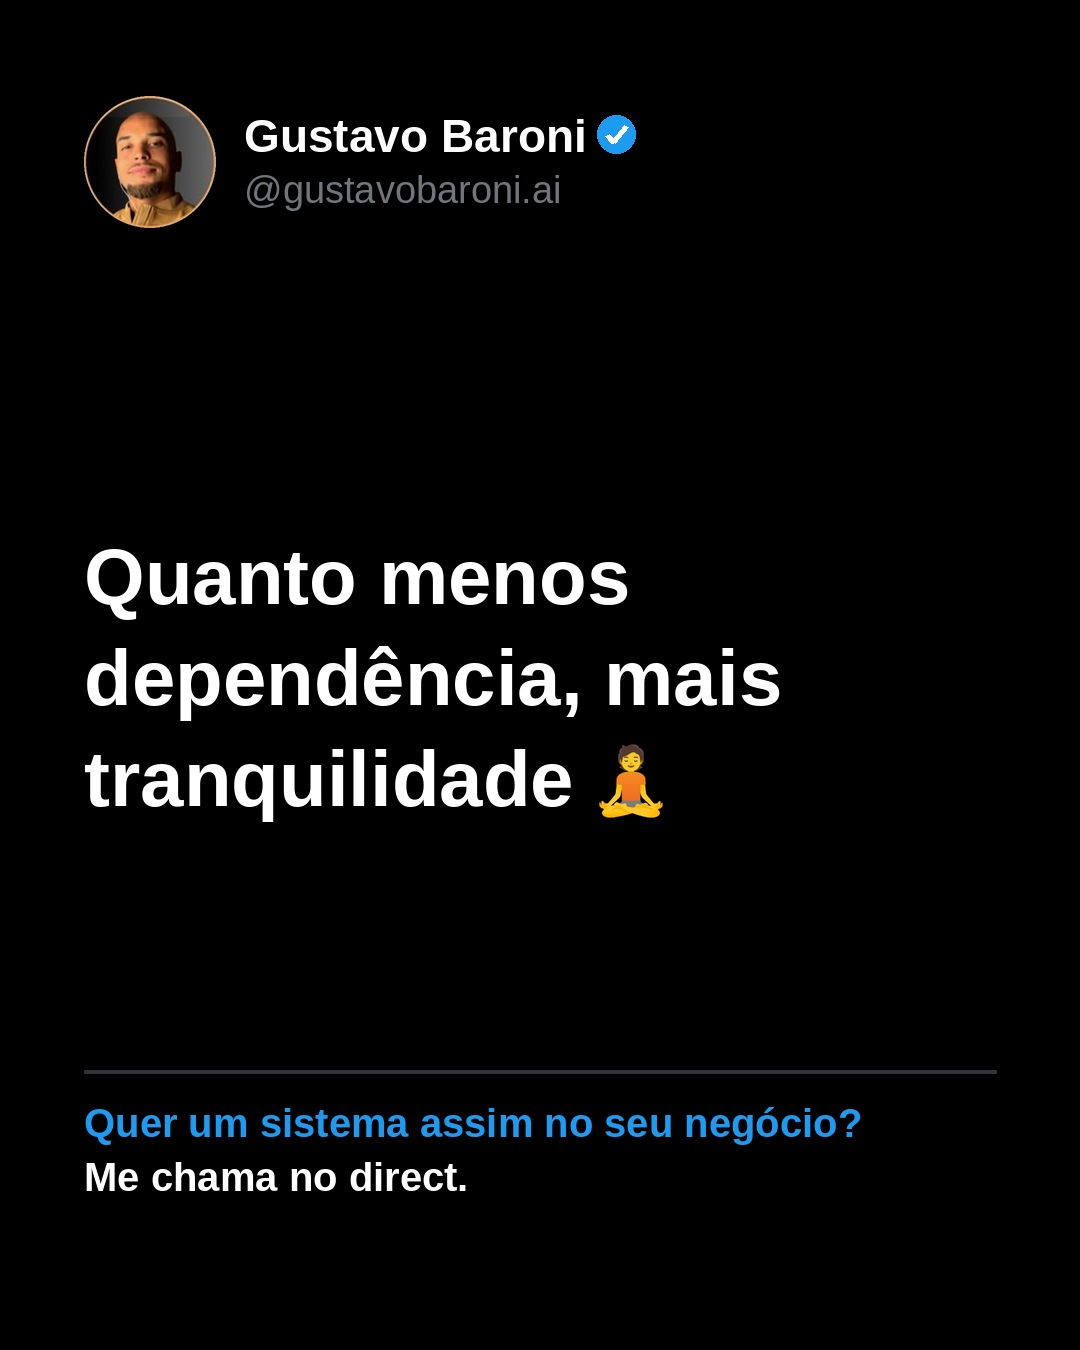 Gustavo Baroni
@gustavobaroni.ai
Quanto menos
dependência, mais
tranquilidade 🧘
Quer um sistema assim no seu negócio?
Me chama no direct.